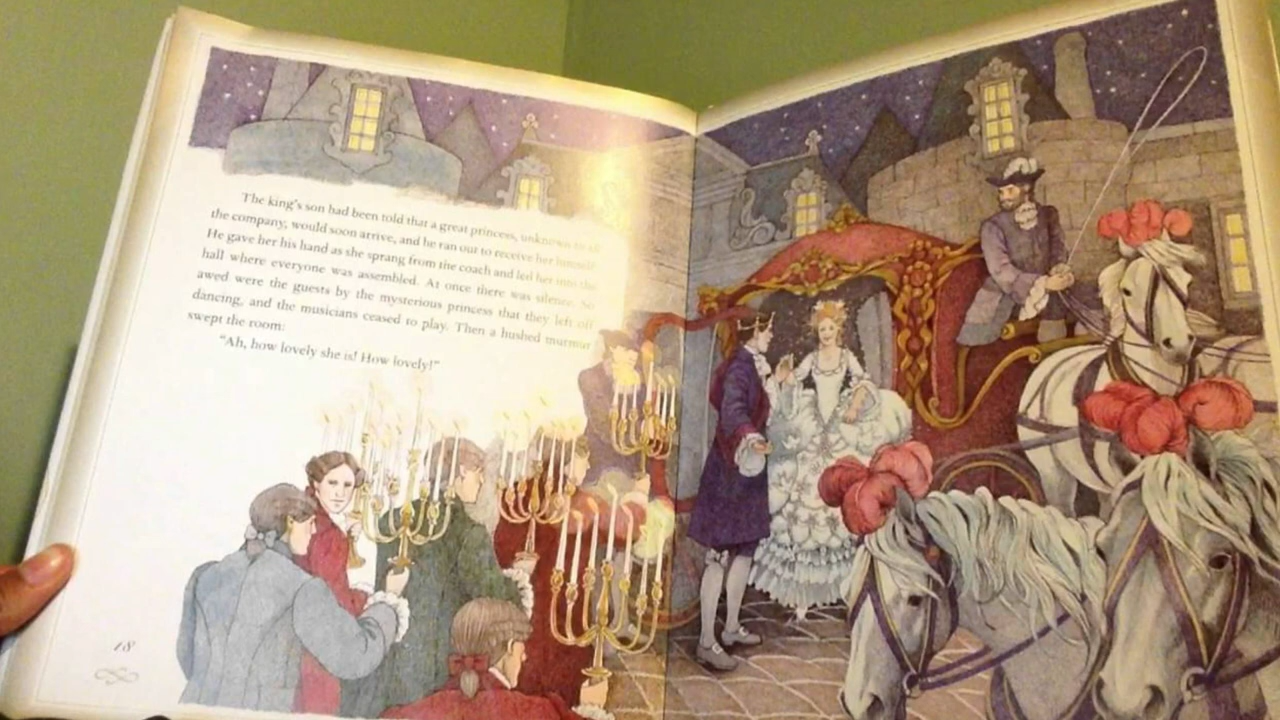 The king's son had been told that a great princess, unknown to all
the company, would soon arrive, and he ran out to receive her himself.
He gave her his hand as she sprang from the coach and led her into the
hall where everyone was assembled. At once there was silence. So
awed were the guests by the mysterious princess that they left off
dancing, and the musicians ceased to play. Then a hushed murmur
swept the room:
"Ah, how lovely she is! How lovely!"
18